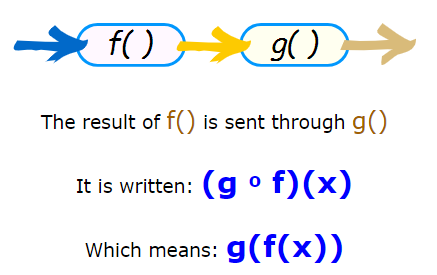 f( ) g( )
The result of f() is sent through g()
It is written: (g º f)(x)
Which means: g(f(x))